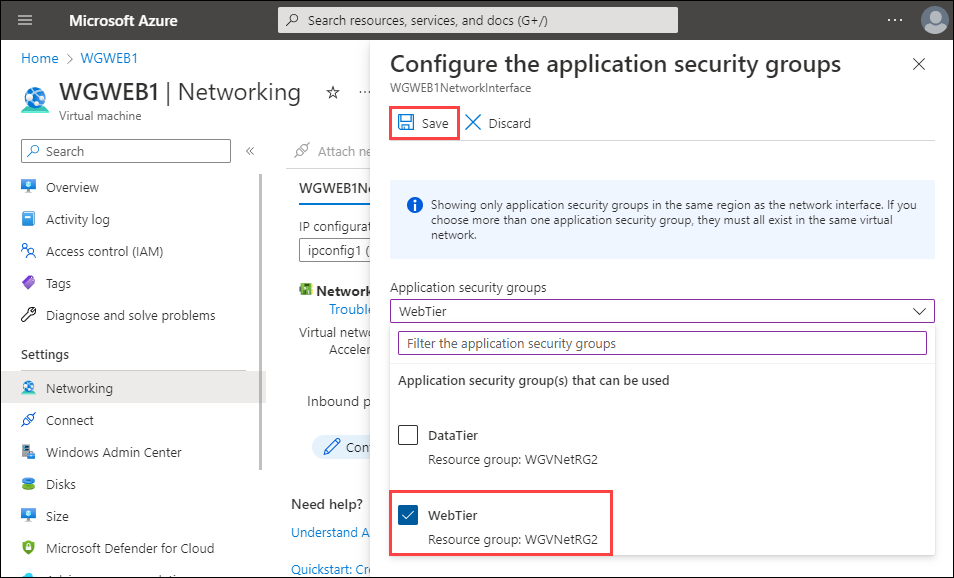 Microsoft Azure
Search resources, services, and docs (G+/)
Home > WGWEB1
WGWEB1 | Networking
Virtual machine
Search
Overview
Activity log
Access control (IAM)
Tags
Diagnose and solve problems
Settings
Networking
Connect
Windows Admin Center
Disks
Size
Microsoft Defender for Cloud
Attach ne
WGWEB1Ne
IP configurat
ipconfig1 (
Network
Trouble
Virtual netwo
Acceler
Inbound p
Con
Need help?
Understand A
Quickstart: Cr
Configure the application security groups
WGWEB1NetworkInterface
Save
Discard
Showing only application security groups in the same region as the network interface. If you
choose more than one application security group, they must all exist in the same virtual
network.
Application security groups
WebTier
Filter the application security groups
Application security group(s) that can be used
DataTier
Resource group: WGVNetRG2
WebTier
Resource group: WGVNetRG2